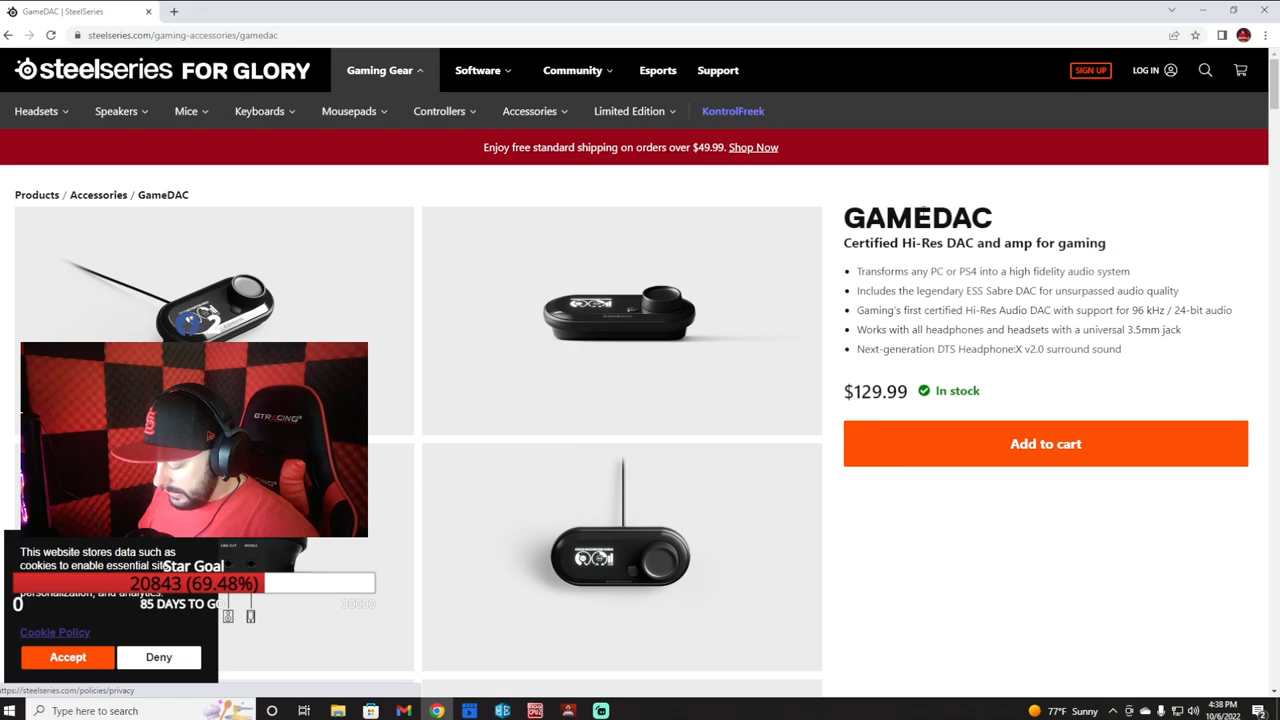 GameDAC | SteelSeries
steelseries.com/gaming-accessories/gamedac
steelseries FOR GLORY
Gaming Gear
Software
Community
Esports
Support
SIGN UP
LOG IN
Headsets
Speakers
Mice
Keyboards
Mousepads
Controllers
Accessories
Limited Edition
KontrolFreek
Enjoy free standard shipping on orders over $49.99. Shop Now
Products / Accessories / GameDAC
GAMEDAC
Certified Hi-Res DAC and amp for gaming
Transforms any PC or PS4 into a high fidelity audio system
Includes the legendary ESS Sabre DAC for unsurpassed audio quality
Gaming's first certified Hi-Res Audio DAC with support for 96 kHz / 24-bit audio
Works with all headphones and headsets with a universal 3.5mm jack
Next-generation DTS Headphone:X v2.0 surround sound
$129.99
In stock
Add to cart
2
GTRACING
This website stores data such as
cookies to enable essential site
Star Goal
20843 (69.48%)
personalization, and analytics.
0
85 DAYS TO GO
30000
Cookie Policy
Accept
Deny
https://steelseries.com/policies/privacy
Type here to search
77°F Sunny
4:38 PM
10/6/2022